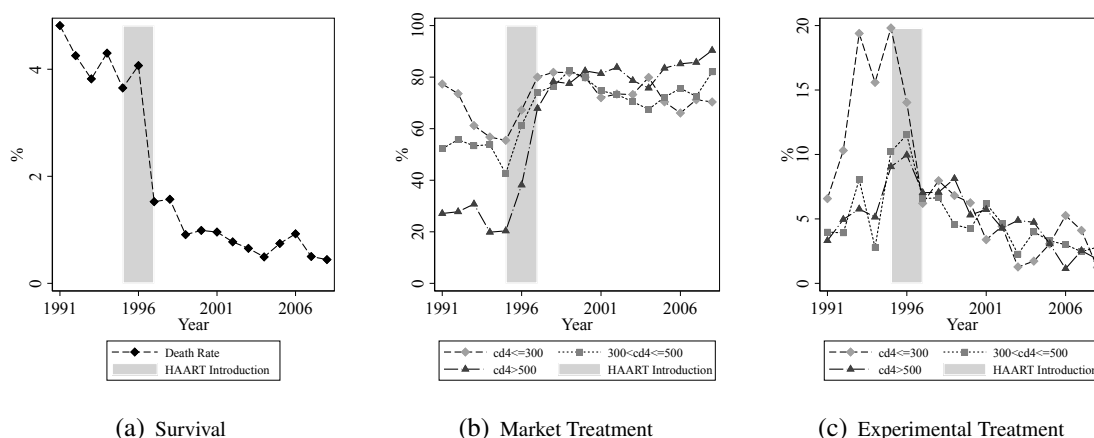 4
2
0
%
1991 1996 2001 2006
Year
Death Rate
HAART Introduction
(a) Survival
100
80
60
40
20
0
%
1991 1996 2001 2006
Year
cd4<=300 300<cd4<=500
cd4>500 HAART Introduction
(b) Market Treatment
20
15
10
5
0
%
1991 1996 2001 2006
Year
cd4<=300 300<cd4<=500
cd4>500 HAART Introduction
(c) Experimental Treatment